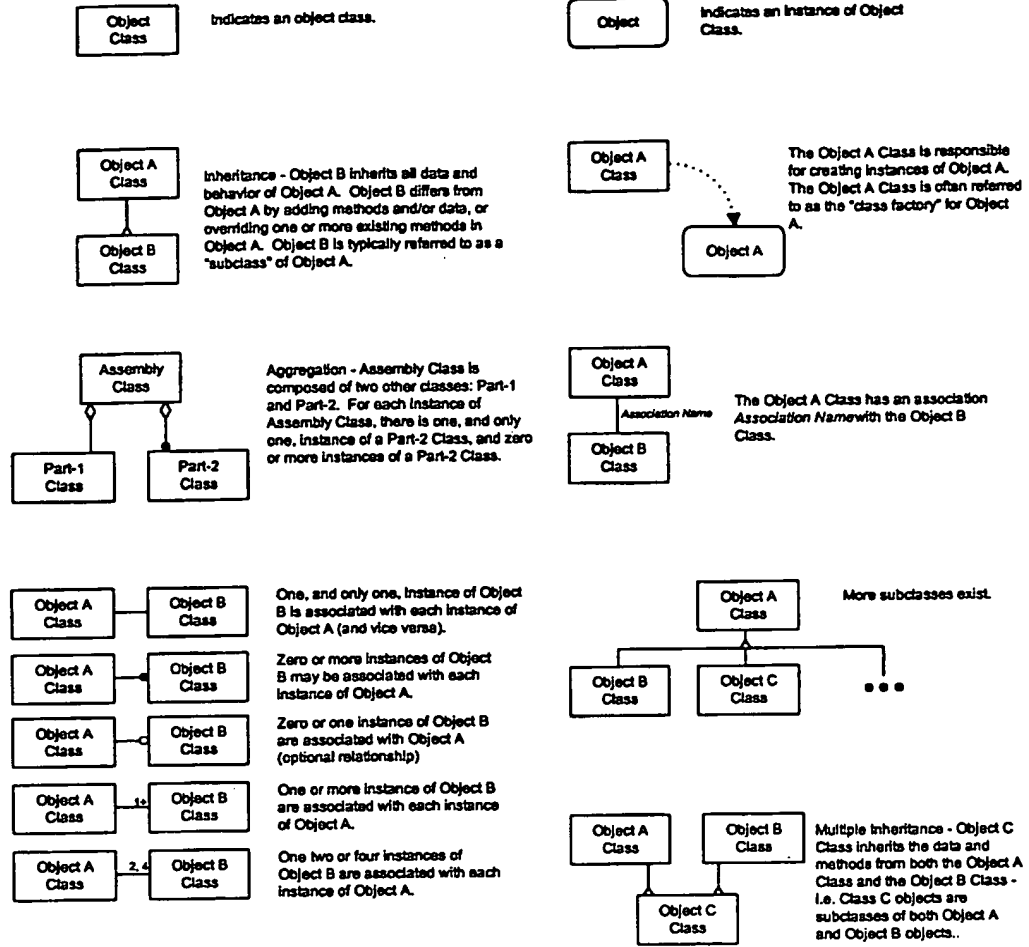 Object
Class
Indicates an object class.
Object
Indicates an Instance of Object
Class.
Object A
Class
Object B
Class
Inheritance - Object B inherits all data and
behavior of Object A. Object B differs from
Object A by adding methods and/or data, or
overriding one or more existing methods in
Object A. Object B is typically referred to as a
"subclass" of Object A.
Object A
Class
Object A
The Object A Class is responsible
for creating instances of Object A.
The Object A Class is often referred
to as the "class factory" for Object
A.
Assembly
Class
Part-1
Class
Part-2
Class
Aggregation - Assembly Class is
composed of two other classes: Part-1
and Part-2. For each Instance of
Assembly Class, there is one, and only
one, instance of a Part-2 Class, and zero
or more instances of a Part-2 Class.
Object A
Class
Association Name
Object B
Class
The Object A Class has an association
Association Namewith the Object B
Class.
Object A
Class
Object B
Class
One, and only one, Instance of Object
B is associated with each instance of
Object A (and vice versa).
Object A
Class
Object B
Class
Zero or more instances of Object
B may be associated with each
Instance of Object A.
Object A
Class
Object B
Class
Zero or one instance of Object B
are associated with Object A
(optional relationship)
Object A
Class
1+
Object B
Class
One or more instance of Object B
are associated with each instance
of Object A.
Object A
Class
2, 4
Object B
Class
One two or four instances of
Object B are associated with each
instance of Object A.
Object A
Class
Object B
Class
Object C
Class
More subclasses exist.
Object A
Class
Object B
Class
Object C
Class
Multiple Inheritance - Object C
Class inherits the data and
methods from both the Object A
Class and the Object B Class -
i.e. Class C objects are
subclasses of both Object A
and Object B objects..